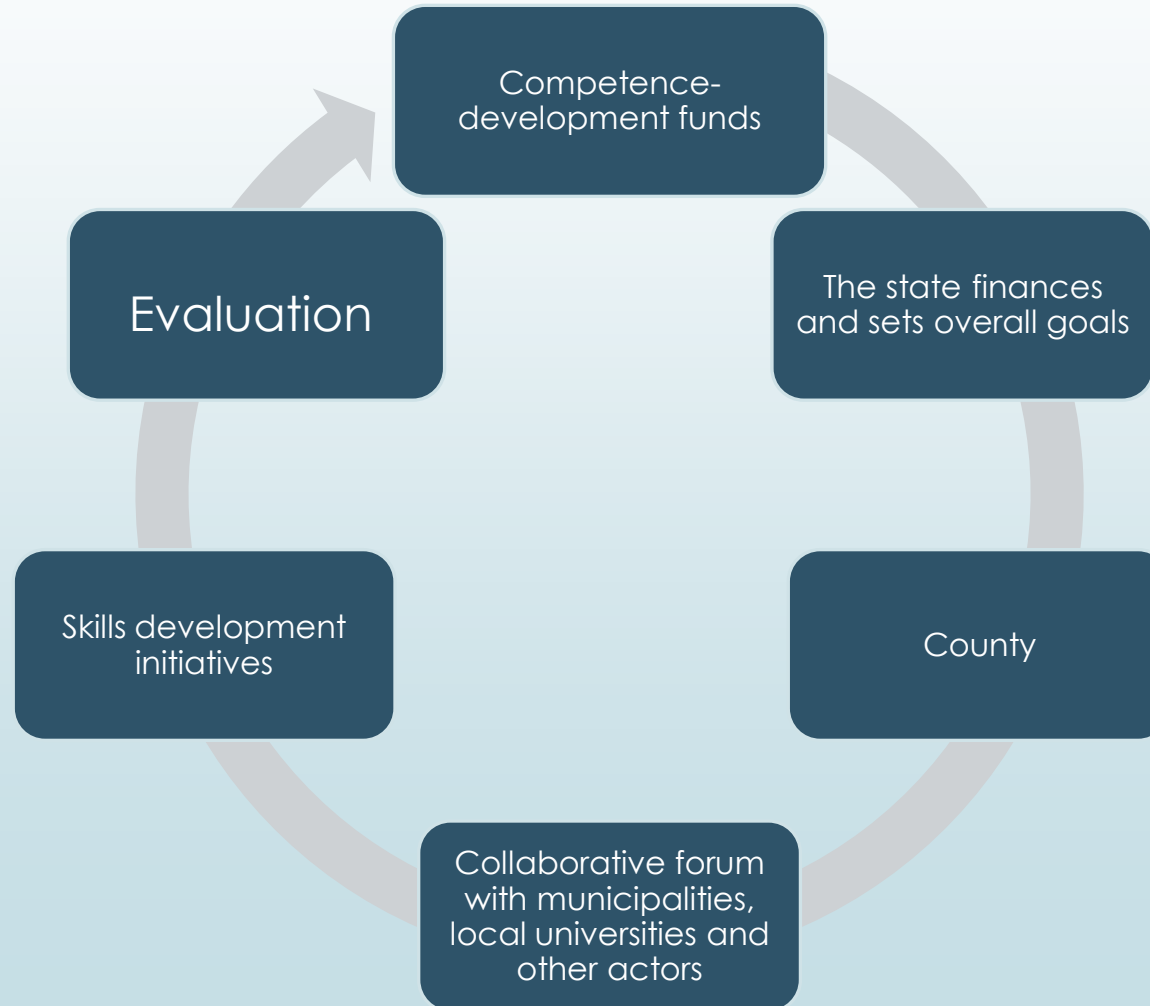 Competence-
development funds
The state finances
and sets overall goals
County
Collaborative forum
with municipalities,
local universities and
other actors
Skills development
initiatives
Evaluation